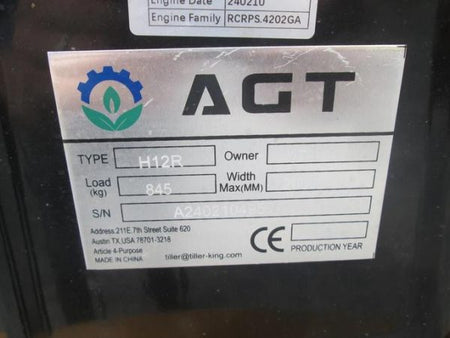 Engine Date 240210
Engine Family RCRPS.4202GA
AGT
TYPE H12R Owner
Load (kg) 845 Width Max(MM)
S/N
Address:211E.7th Street Suite 620
Austin TX,USA 78701-3218
Article 4-Purpose
MADE IN CHINA tiller@tiller-king.com CE PRODUCTION YEAR